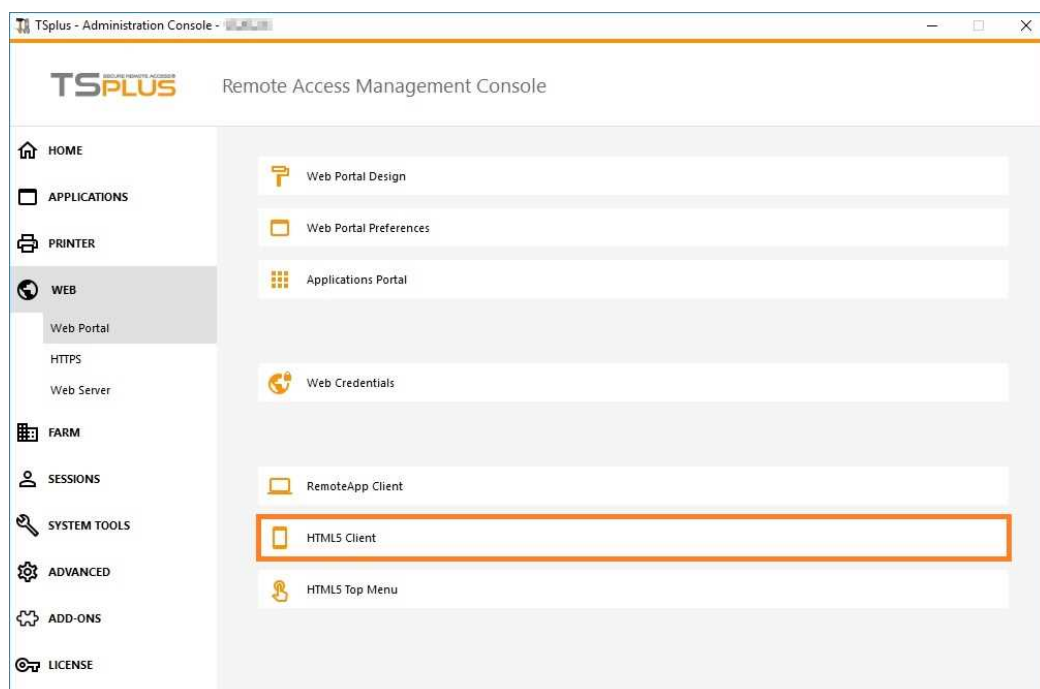 TSplus - Administration Console -
TSPLUS
SECURE REMOTE ACCESS
Remote Access Management Console
HOME
APPLICATIONS
PRINTER
WEB
Web Portal
HTTPS
Web Server
FARM
SESSIONS
SYSTEM TOOLS
ADVANCED
ADD-ONS
LICENSE
Web Portal Design
Web Portal Preferences
Applications Portal
Web Credentials
RemoteApp Client
HTML5 Client
HTML5 Top Menu